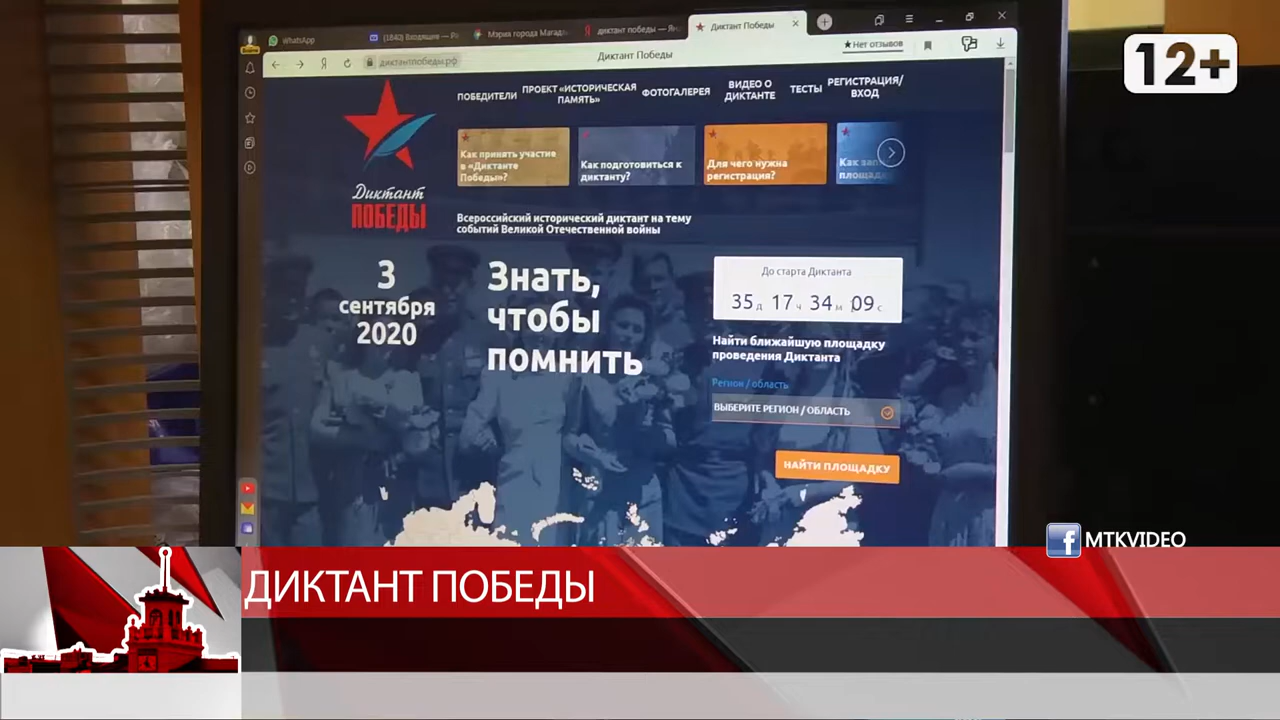 12+
WhatsApp
(1840) Входящие — Ро
Мэрия города Магада
диктант победы — Ян
Диктант Победы
диктантпобеды.рф
Диктант Победы
★Нет отзывов
ПОБЕДИТЕЛИ
ПРОЕКТ «ИСТОРИЧЕСКАЯ
ПАМЯТЬ»
ФОТОГАЛЕРЕЯ
ВИДЕО О
ДИКТАНТЕ
ТЕСТЫ
РЕГИСТРАЦИЯ/
ВХОД
Как принять участие
в «Диктанте
Победы»?
Как подготовиться к
диктанту?
Для чего нужна
регистрация?
Диктант
ПОБЕДЫ
Всероссийский исторический диктант на тему
событий Великой Отечественной войны
3
сентября
2020
Знать,
чтобы
помнить
До старта Диктанта
35 д 17 ч 34 м 09 с
Найти ближайшую площадку
проведения Диктанта
Регион / область
ВЫБЕРИТЕ РЕГИОН / ОБЛАСТЬ
НАЙТИ ПЛОЩАДКУ
f MTKVIDEO
ДИКТАНТ ПОБЕДЫ